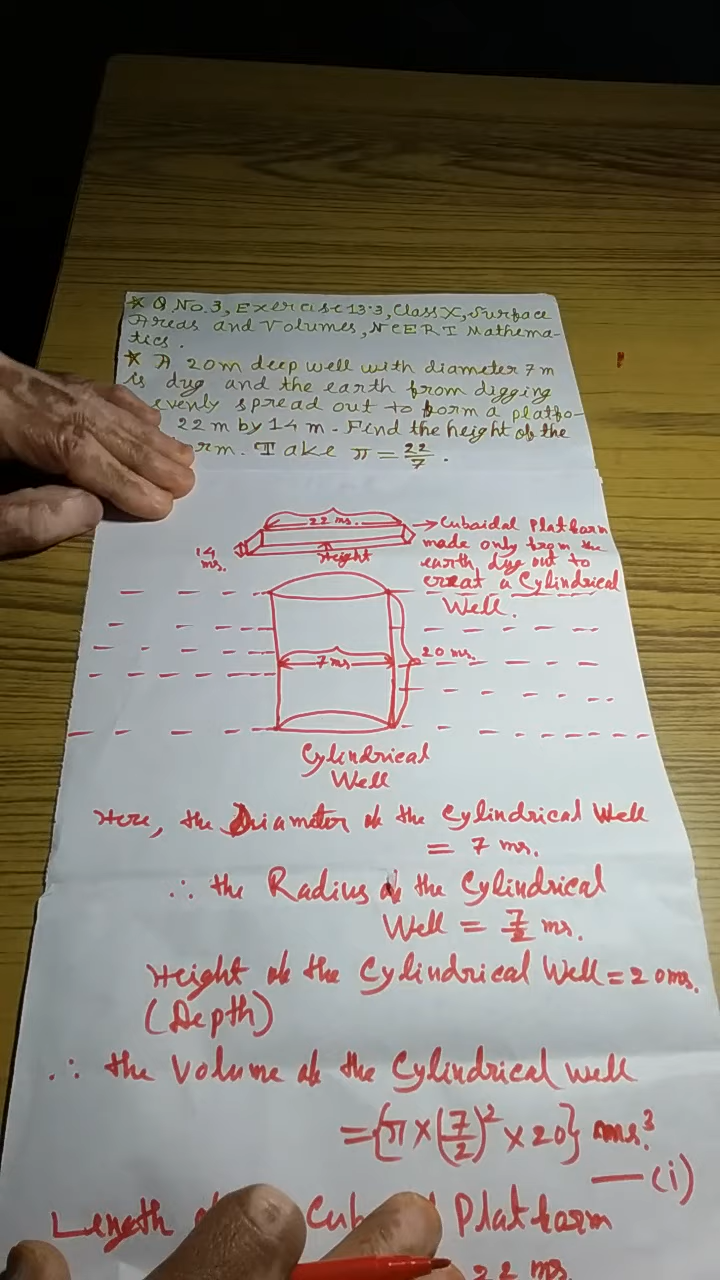 * Q No. 3, Exercise 13.3, Class X, Surface
Areas and Volumes, NCERT Mathema-
tics.
* A 20m deep well with diameter 7m
is dug and the earth from digging
evenly spread out to form a platfo-
22 m by 14 m. Find the height of the
rm. Take π = 22/7.
22 ms.
14 ms.
Height
→ Cuboidal Platform
made only from the
earth dug out to
creat a Cylindrical
Well.
7 ms
20 ms.
Cylindrical
Well
Here, the Diameter of the Cylindrical Well
= 7 ms.
∴ the Radius of the Cylindrical
Well = 7/2 ms.
Height of the Cylindrical Well = 20 ms.
(Depth)
∴ the Volume of the Cylindrical well
= {π × (7/2)² × 20} ms.³
— (i)
Length Platform
22 ms